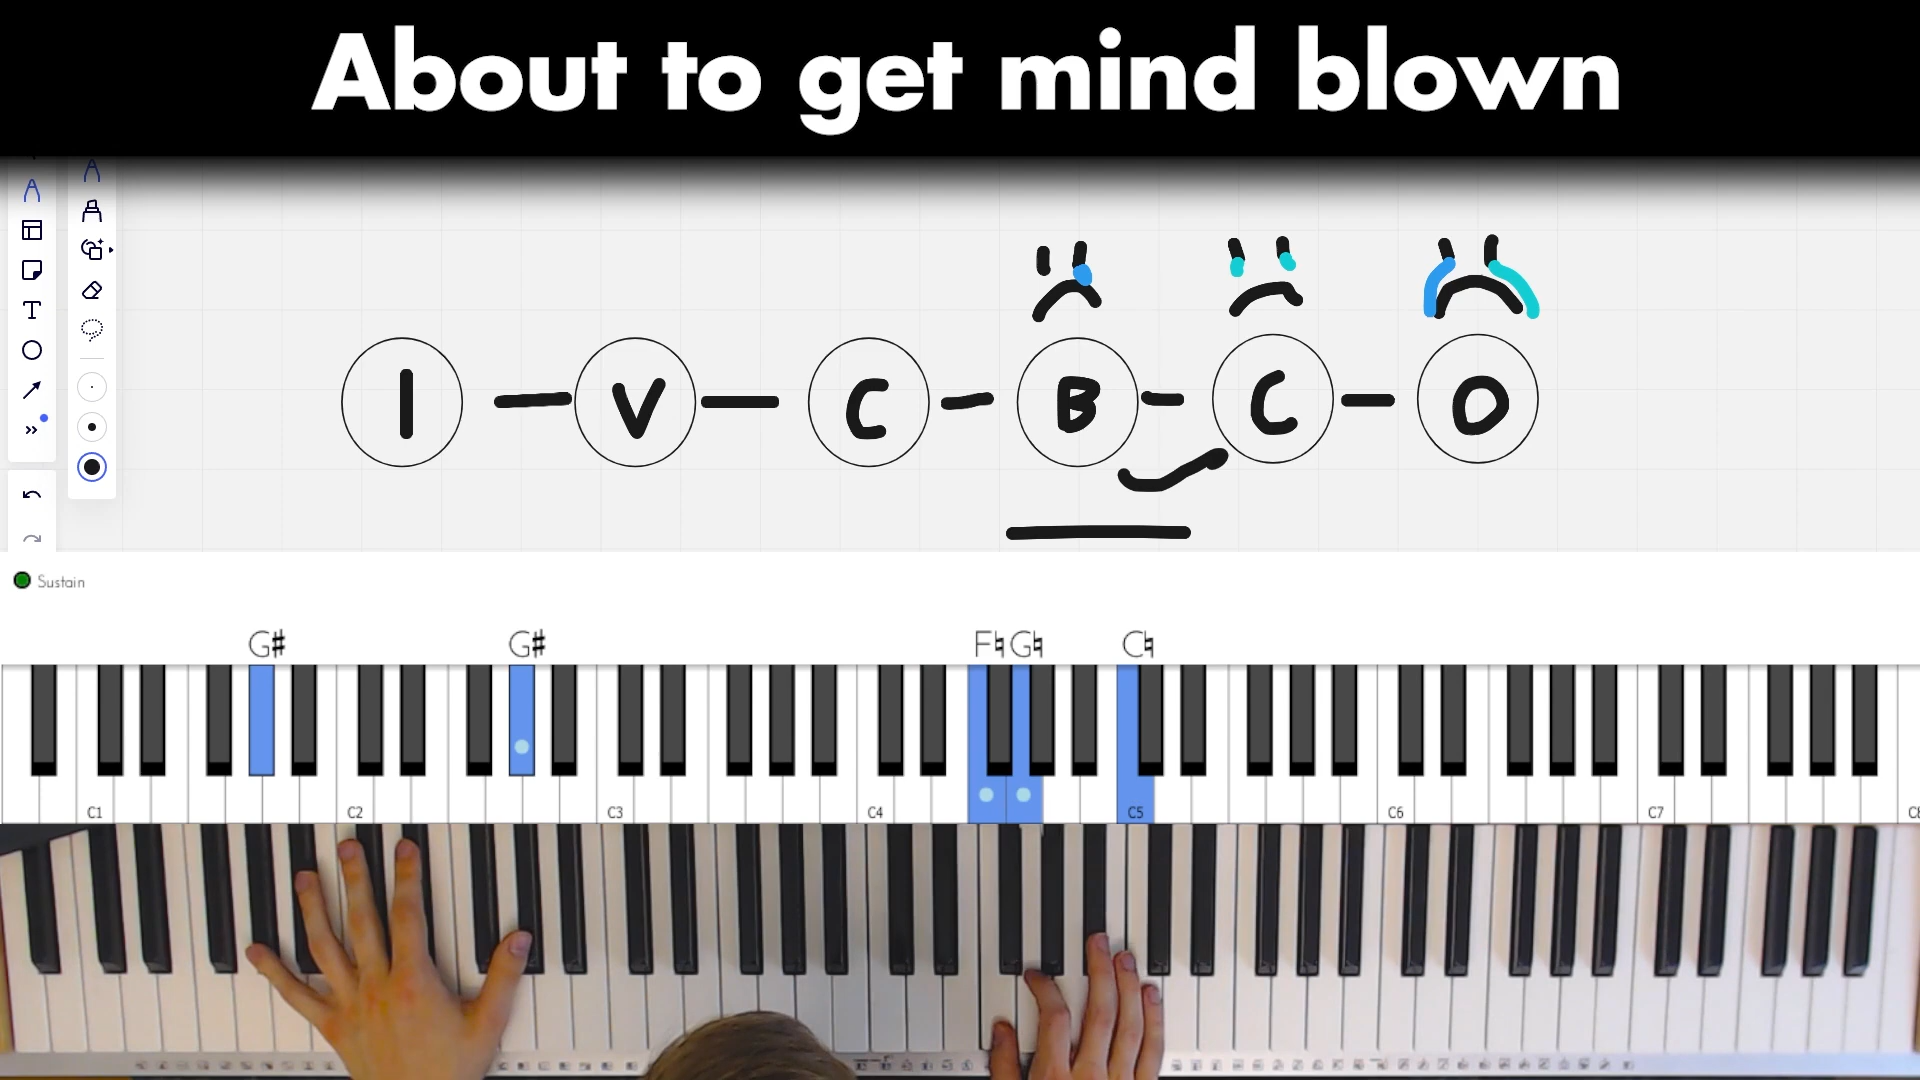 About to get mind blown
I – V – C – B – C – O
Sustain
G# G# F♮ G♮ C♮
C1 C2 C3 C4 C5 C6 C7